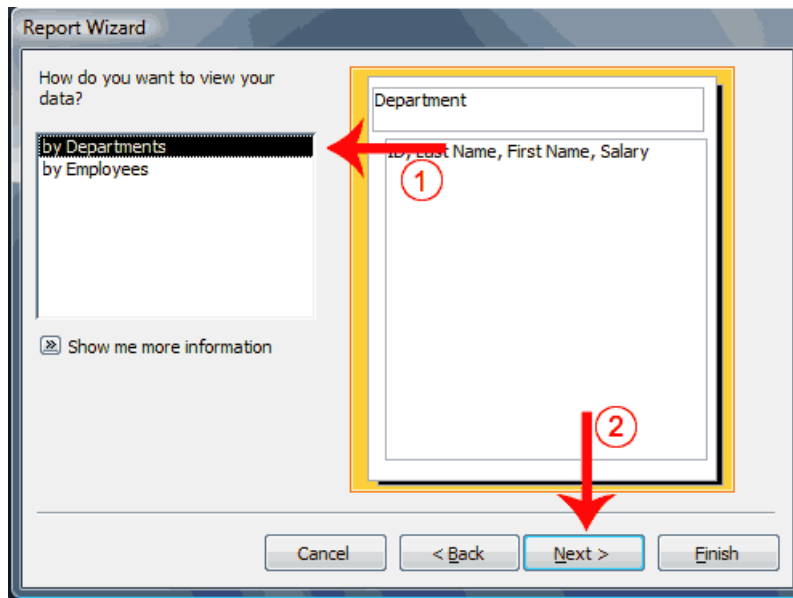 Report Wizard
How do you want to view your
data?
by Departments
by Employees
Show me more information
Department
ID, Last Name, First Name, Salary
1
2
Cancel
< Back
Next >
Finish